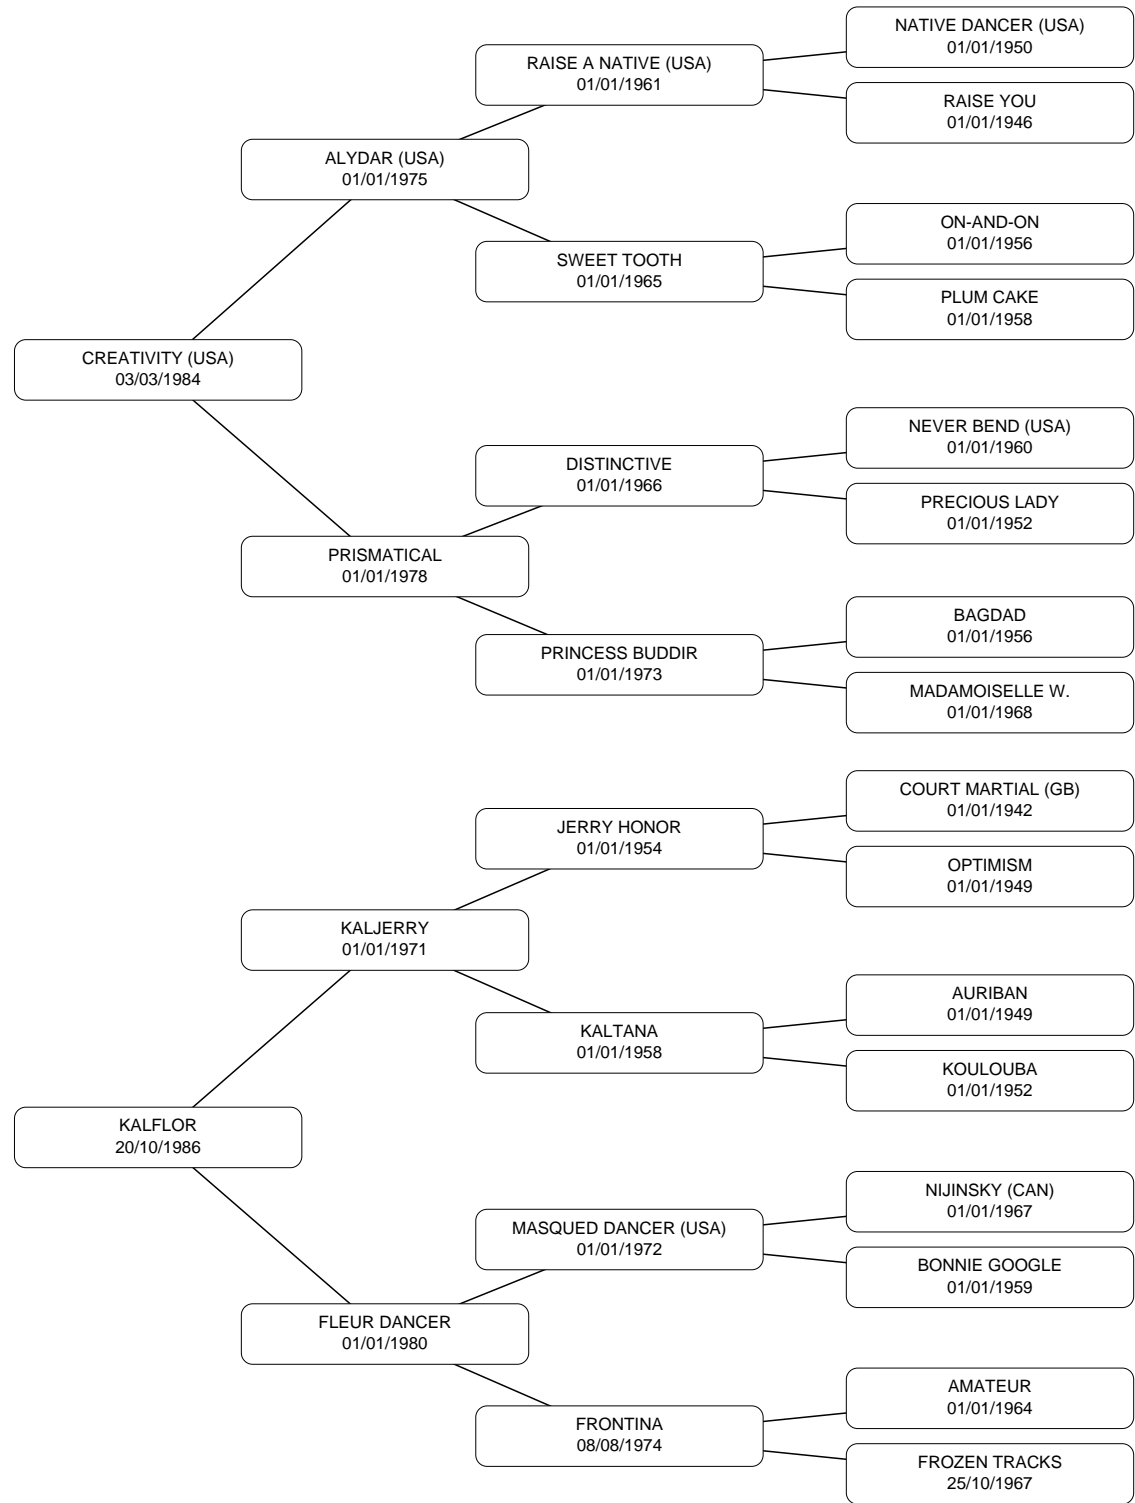 NATIVE DANCER (USA)
01/01/1950
RAISE A NATIVE (USA)
01/01/1961
RAISE YOU
01/01/1946
ALYDAR (USA)
01/01/1975
ON-AND-ON
01/01/1956
SWEET TOOTH
01/01/1965
PLUM CAKE
01/01/1958
CREATIVITY (USA)
03/03/1984
NEVER BEND (USA)
01/01/1960
DISTINCTIVE
01/01/1966
PRECIOUS LADY
01/01/1952
PRISMATICAL
01/01/1978
BAGDAD
01/01/1956
PRINCESS BUDDIR
01/01/1973
MADAMOISELLE W.
01/01/1968
COURT MARTIAL (GB)
01/01/1942
JERRY HONOR
01/01/1954
OPTIMISM
01/01/1949
KALJERRY
01/01/1971
AURIBAN
01/01/1949
KALTANA
01/01/1958
KOULOUBA
01/01/1952
KALFLOR
20/10/1986
NIJINSKY (CAN)
01/01/1967
MASQUED DANCER (USA)
01/01/1972
BONNIE GOOGLE
01/01/1959
FLEUR DANCER
01/01/1980
AMATEUR
01/01/1964
FRONTINA
08/08/1974
FROZEN TRACKS
25/10/1967